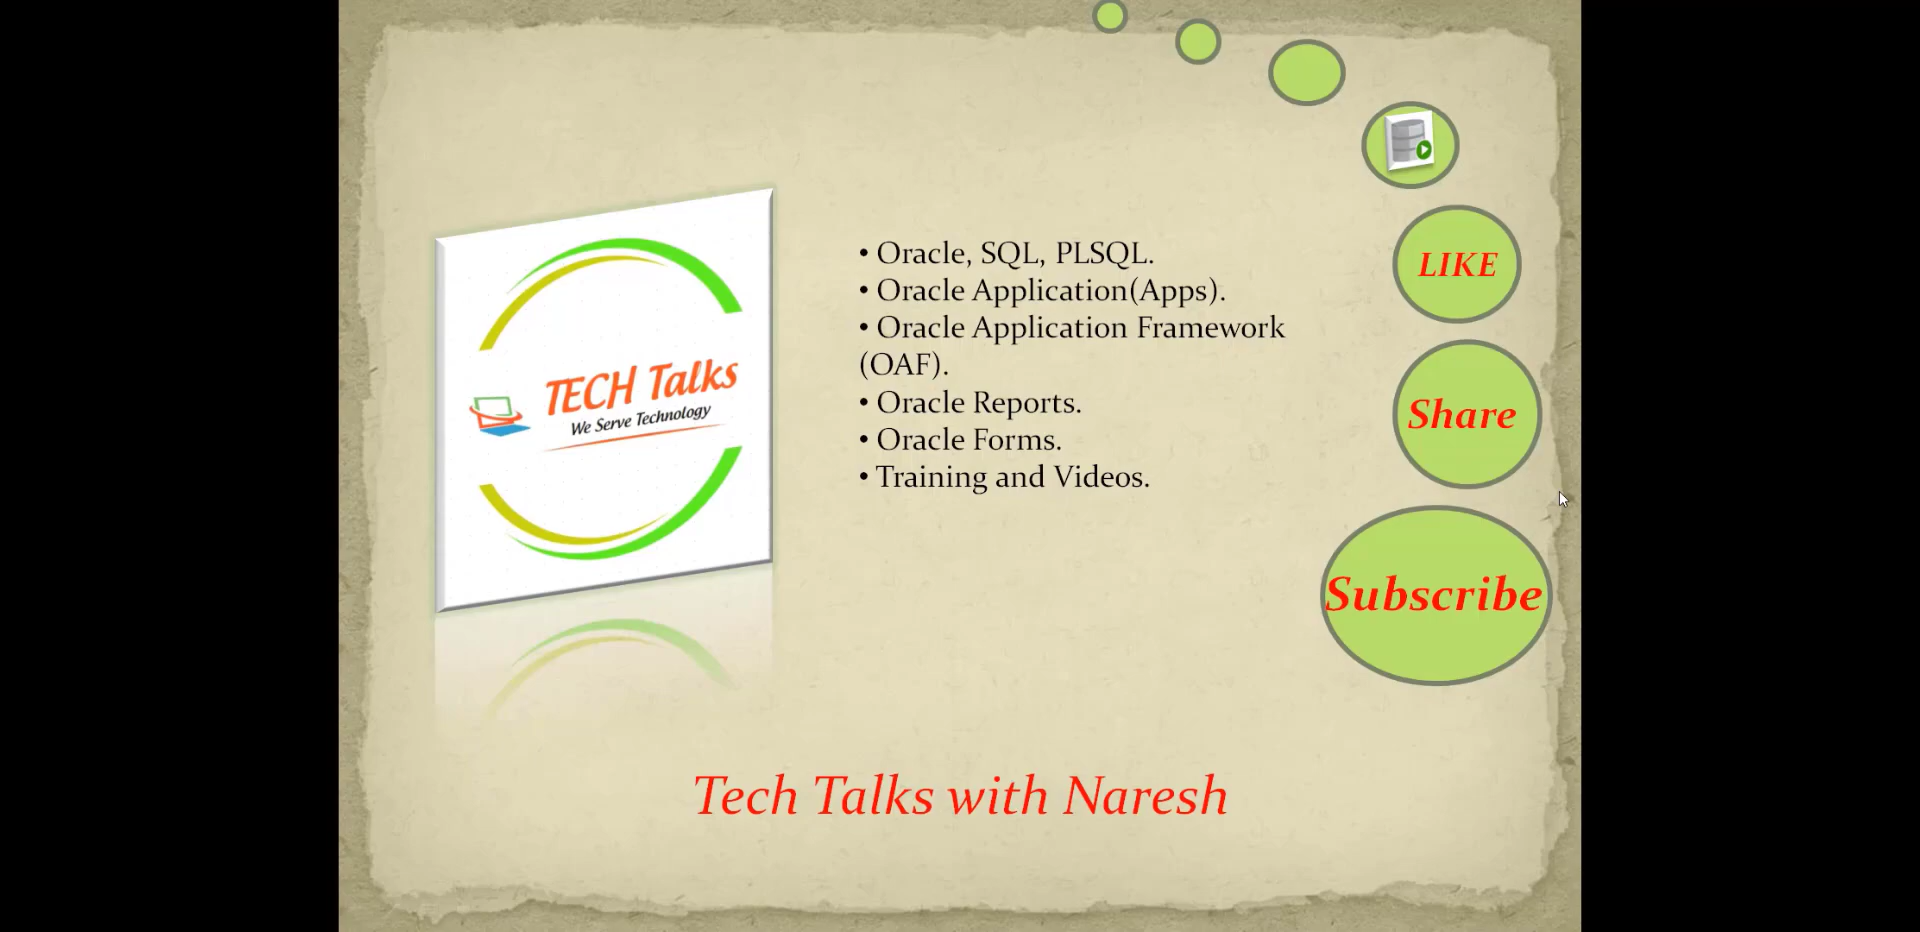 TECH Talks
We Serve Technology
• Oracle, SQL, PLSQL.
• Oracle Application(Apps).
• Oracle Application Framework
(OAF).
• Oracle Reports.
• Oracle Forms.
• Training and Videos.
LIKE
Share
Subscribe
Tech Talks with Naresh